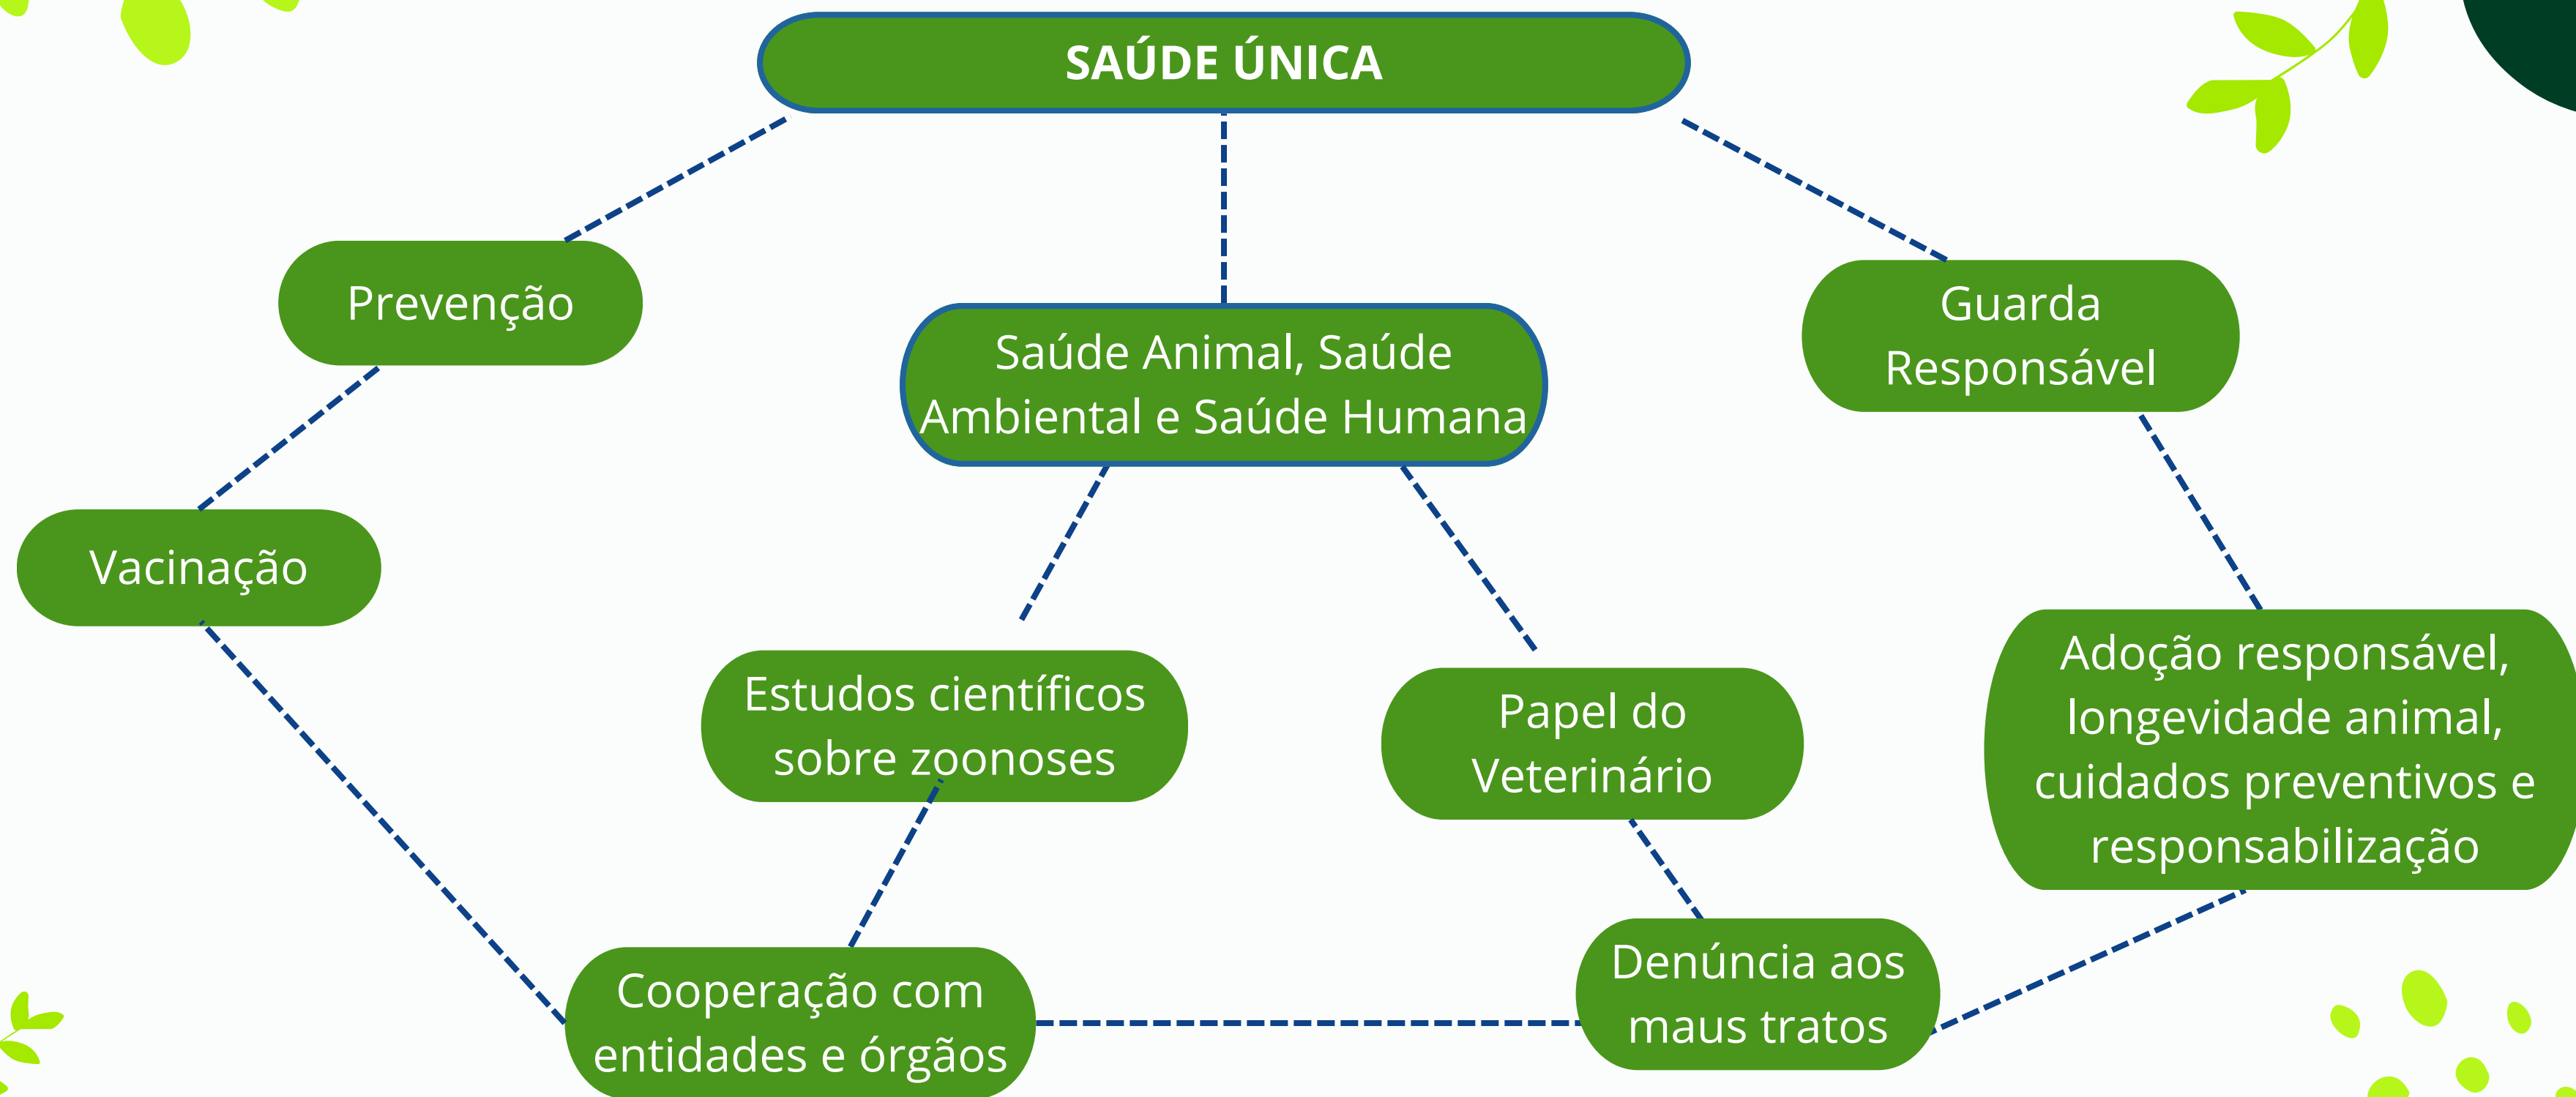 SAÚDE ÚNICA
Prevenção
Guarda
Responsável
Saúde Animal, Saúde
Ambiental e Saúde Humana
Vacinação
Estudos científicos
sobre zoonoses
Papel do
Veterinário
Adoção responsável,
longevidade animal,
cuidados preventivos e
responsabilização
Cooperação com
entidades e órgãos
Denúncia aos
maus tratos